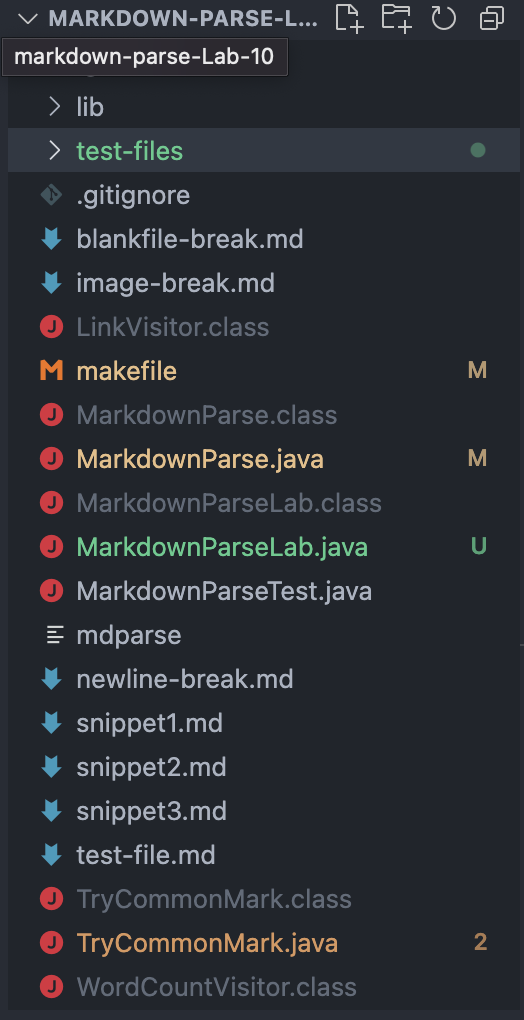 MARKDOWN-PARSE-L...
markdown-parse-Lab-10
lib
test-files
.gitignore
blankfile-break.md
image-break.md
J LinkVisitor.class
M makefile M
J MarkdownParse.class
J MarkdownParse.java M
J MarkdownParseLab.class
J MarkdownParseLab.java U
J MarkdownParseTest.java
mdparse
newline-break.md
snippet1.md
snippet2.md
snippet3.md
test-file.md
J TryCommonMark.class
J TryCommonMark.java 2
J WordCountVisitor.class